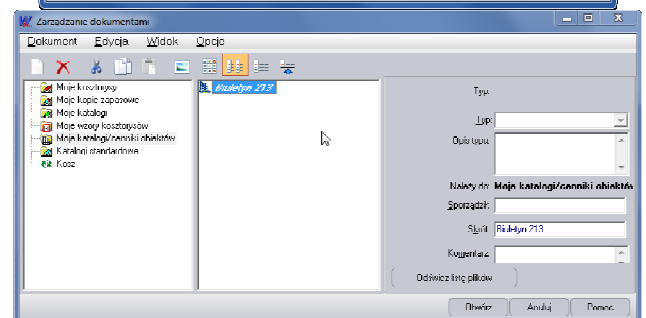 Zarządzanie dokumentami
Dokument Edycja Widok Opcje
Moje kosztorysy
Moje kopie zapasowe
Moje katalogi
Moje wzory kosztorysów
Moje katalogi/cenniki obiektów
Katalogi standardowe
Kosz
Biuletyn 213
Typ:
Typ:
Opis typu:
Należy do: Moje katalogi/cenniki obiektów
Sporządził:
Skrót: Biuletyn 213
Komentarz:
Odśwież listę plików
Otwórz Anuluj Pomoc